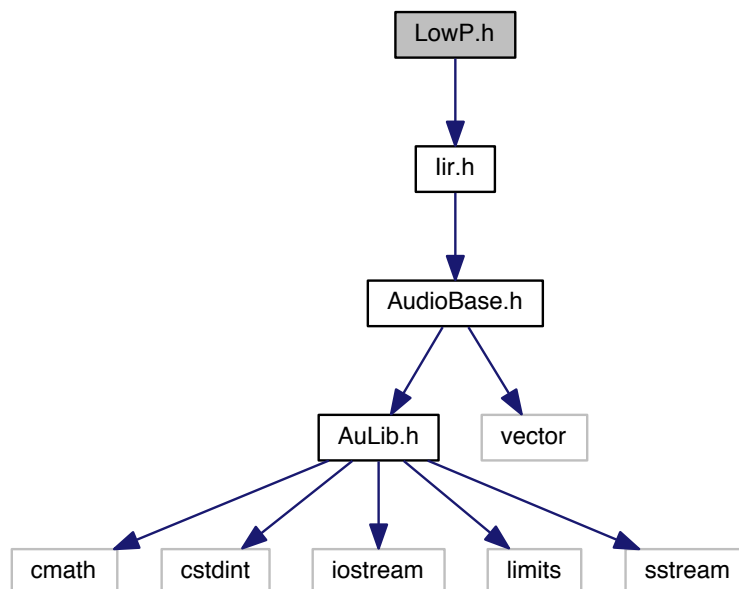 LowP.h
Iir.h
AudioBase.h
AuLib.h
vector
cmath
cstdint
iostream
limits
sstream